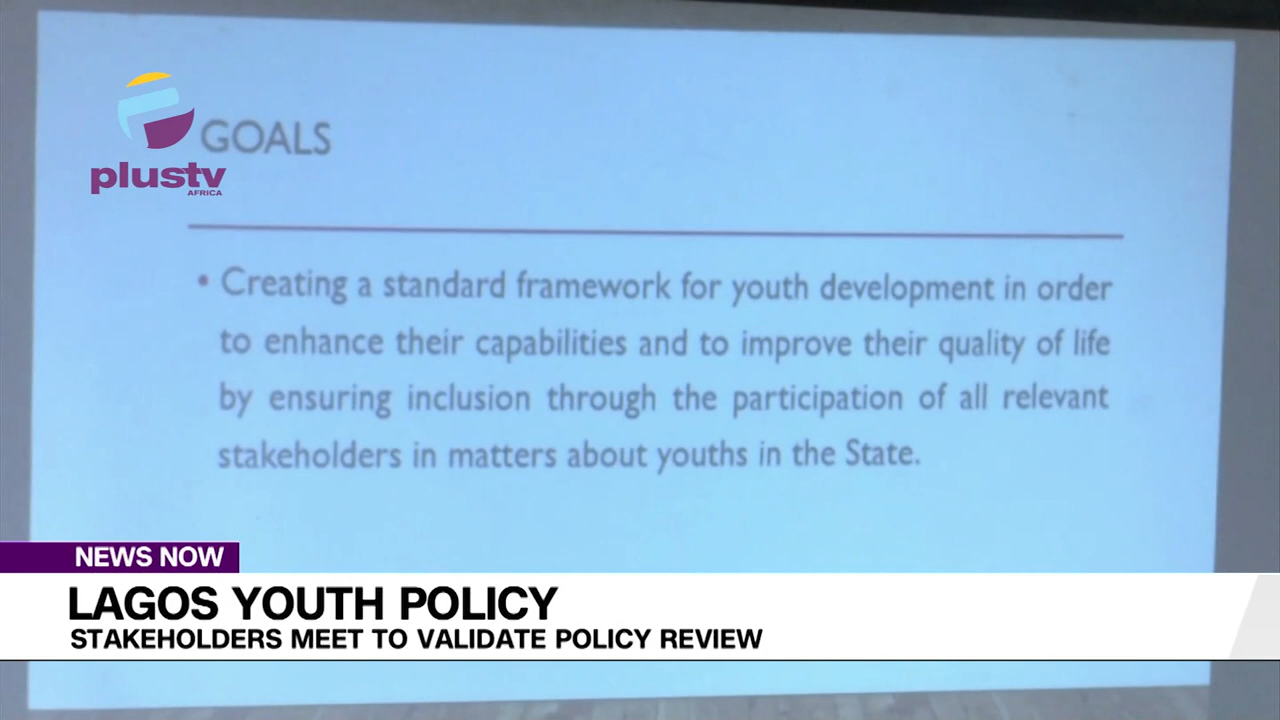 GOALS
plustv
AFRICA
• Creating a standard framework for youth development in order
to enhance their capabilities and to improve their quality of life
by ensuring inclusion through the participation of all relevant
stakeholders in matters about youths in the State.
NEWS NOW
LAGOS YOUTH POLICY
STAKEHOLDERS MEET TO VALIDATE POLICY REVIEW